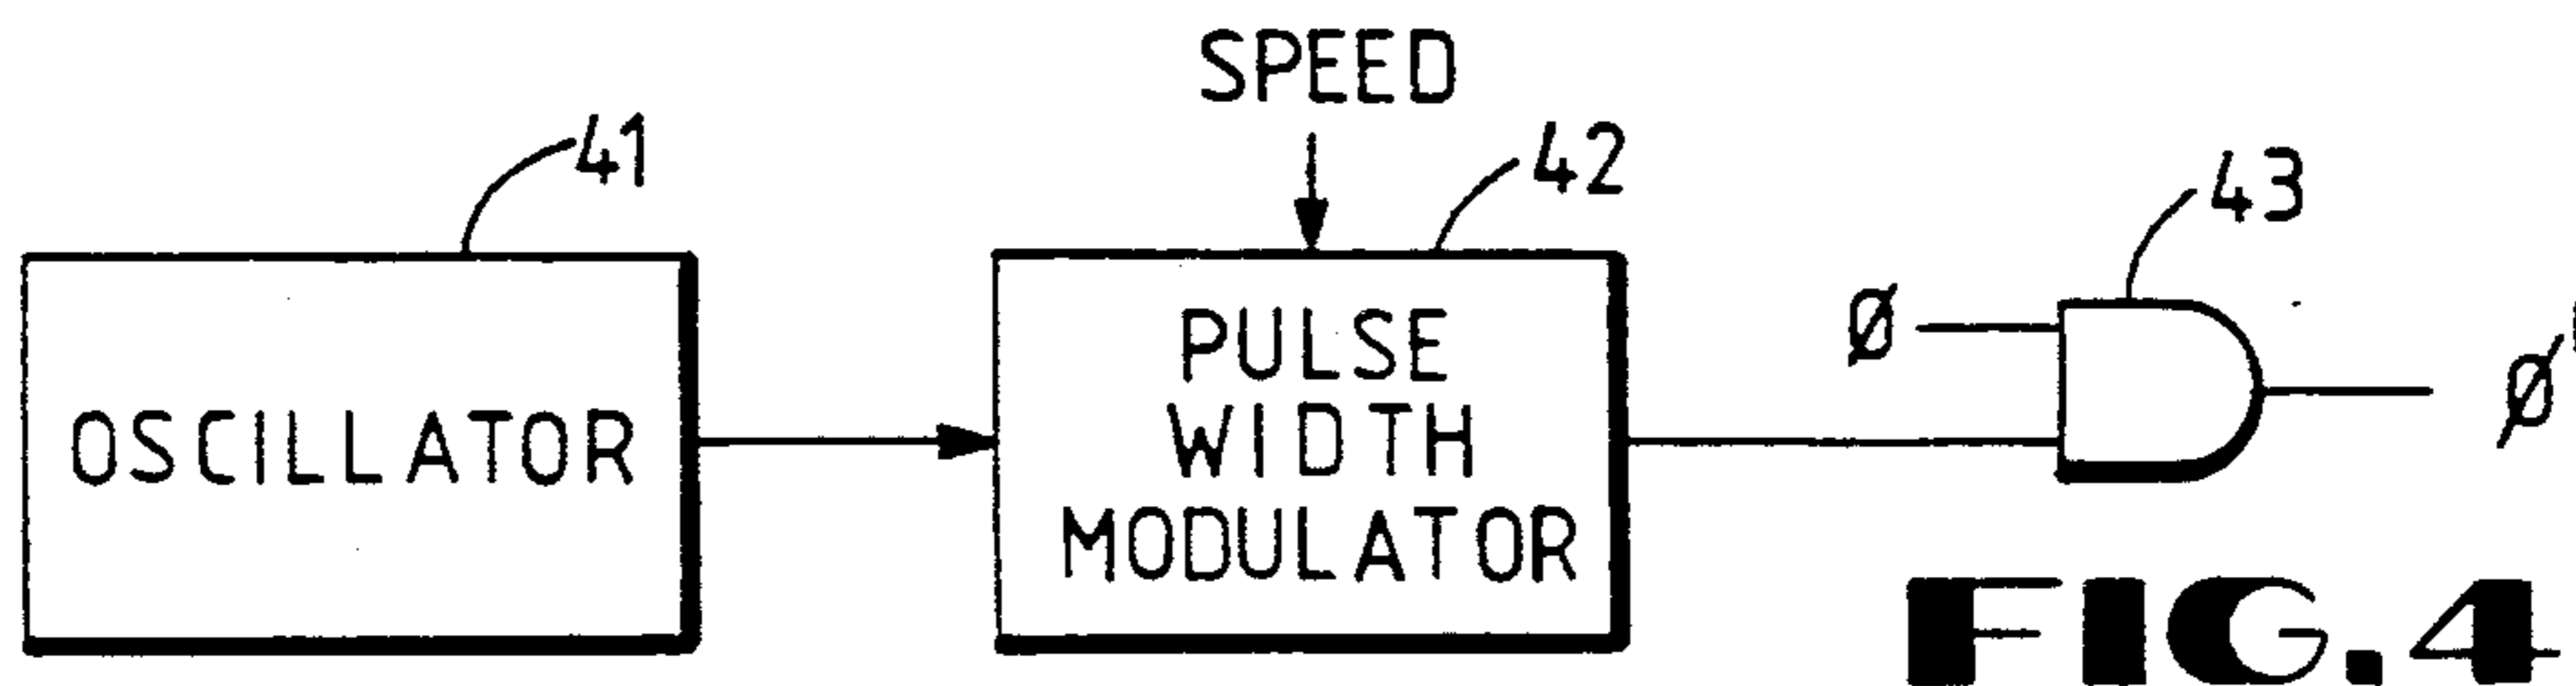 SPEED
41
42
43
OSCILLATOR
PULSE
WIDTH
MODULATOR
Ø
Ø'
FIG.4